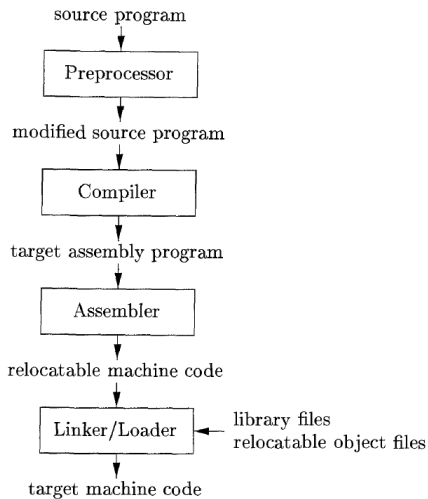 source program
Preprocessor
modified source program
Compiler
target assembly program
Assembler
relocatable machine code
Linker/Loader
library files
relocatable object files
target machine code